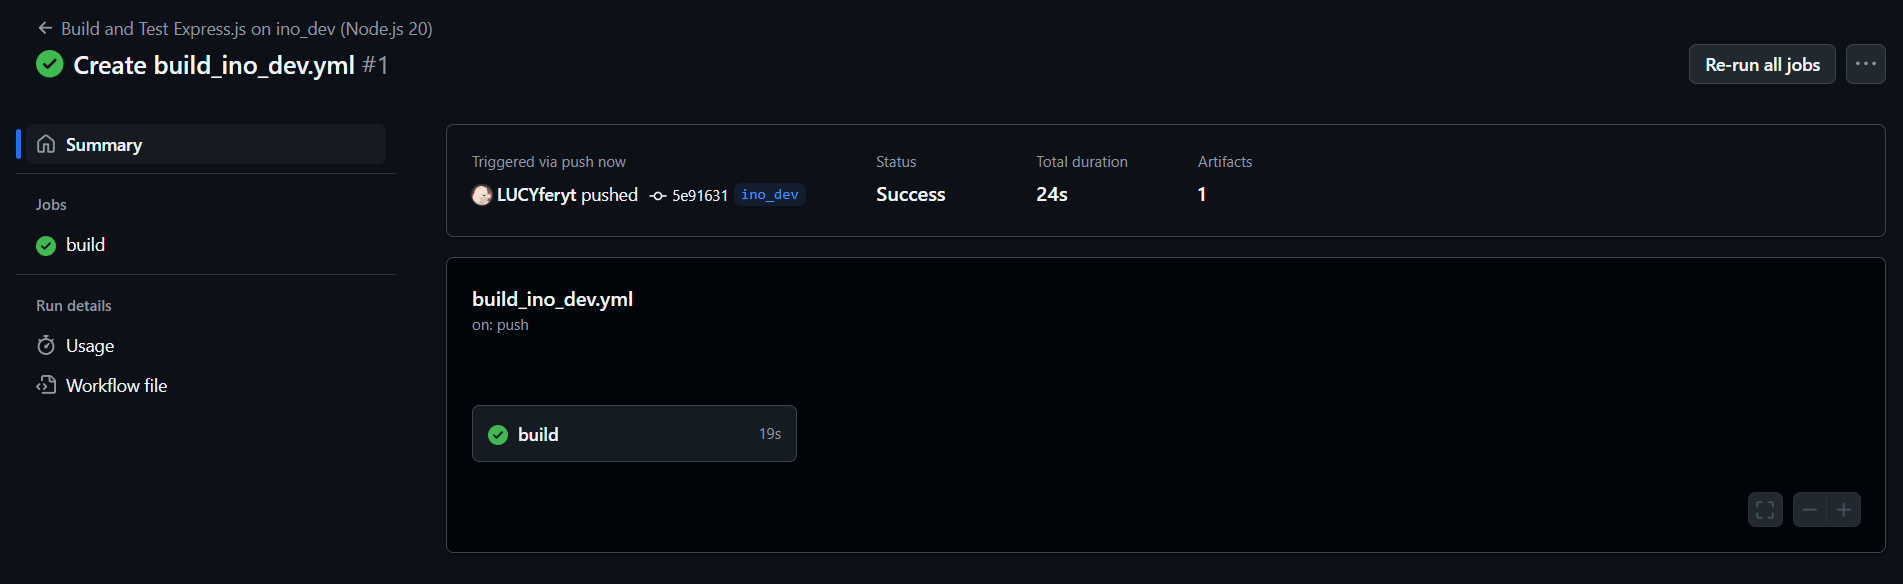 Build and Test Express.js on ino_dev (Node.js 20)
Create build_ino_dev.yml #1
Re-run all jobs
Summary
Jobs
build
Run details
Usage
Workflow file
Triggered via push now
LUCYferyt pushed 5e91631 ino_dev
Status
Success
Total duration
24s
Artifacts
1
build_ino_dev.yml
on: push
build 19s